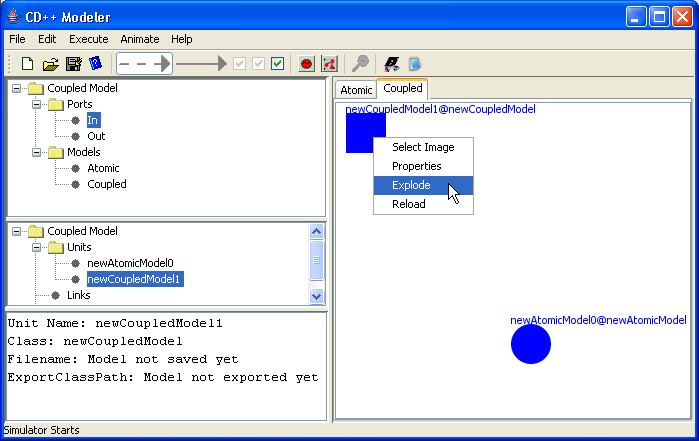 CD++ Modeler
File Edit Execute Animate Help
Coupled Model
Ports
In
Out
Models
Atomic
Coupled
Coupled Model
Units
newAtomicModel0
newCoupledModel1
Links
Unit Name: newCoupledModel1
Class: newCoupledModel
Filename: Model not saved yet
ExportClassPath: Model not exported yet
Atomic Coupled
newCoupledModel1@newCoupledModel
Select Image
Properties
Explode
Reload
newAtomicModel0@newAtomicModel
Simulator Starts